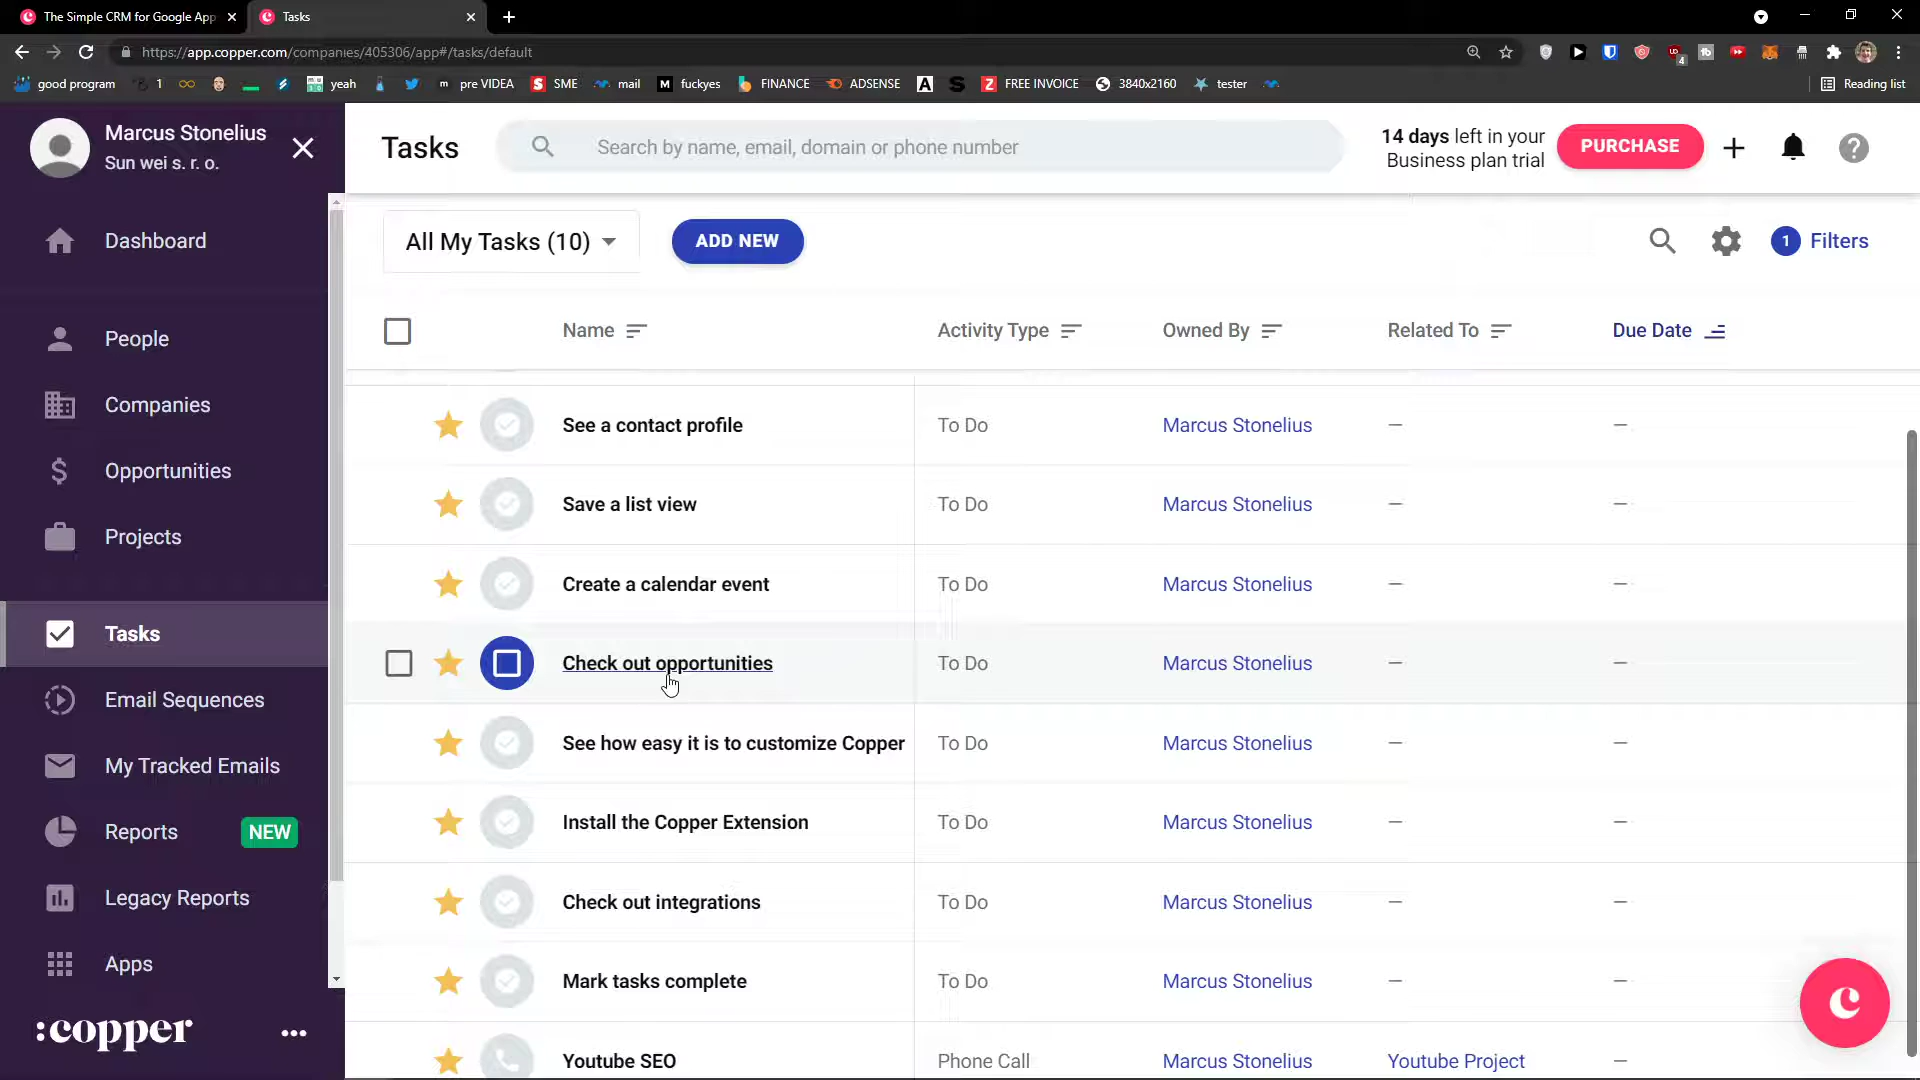 The Simple CRM for Google App
Tasks
https://app.copper.com/companies/405306/app#/tasks/default
good program
1
yeah
pre VIDEA
SME
mail
fuckyes
FINANCE
ADSENSE
FREE INVOICE
3840x2160
tester
Reading list
Marcus Stonelius
Sun wei s. r. o.
Tasks
Search by name, email, domain or phone number
14 days left in your
Business plan trial
PURCHASE
Dashboard
People
Companies
Opportunities
Projects
Tasks
Email Sequences
My Tracked Emails
Reports
NEW
Legacy Reports
Apps
:copper
All My Tasks (10)
ADD NEW
1
Filters
Name
Activity Type
Owned By
Related To
Due Date
See a contact profile
To Do
Marcus Stonelius
—
—
Save a list view
To Do
Marcus Stonelius
—
—
Create a calendar event
To Do
Marcus Stonelius
—
—
Check out opportunities
To Do
Marcus Stonelius
—
—
See how easy it is to customize Copper
To Do
Marcus Stonelius
—
—
Install the Copper Extension
To Do
Marcus Stonelius
—
—
Check out integrations
To Do
Marcus Stonelius
—
—
Mark tasks complete
To Do
Marcus Stonelius
—
—
Youtube SEO
Phone Call
Marcus Stonelius
Youtube Project
—